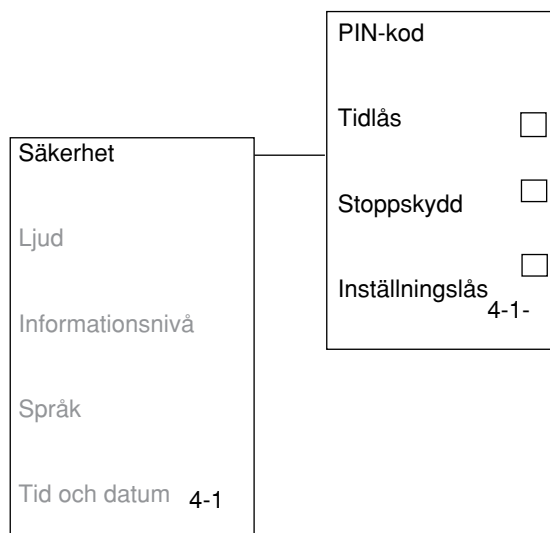 PIN-kod
Tidlås
Stoppskydd
Inställningslås
4-1-
Säkerhet
Ljud
Informationsnivå
Språk
Tid och datum 4-1